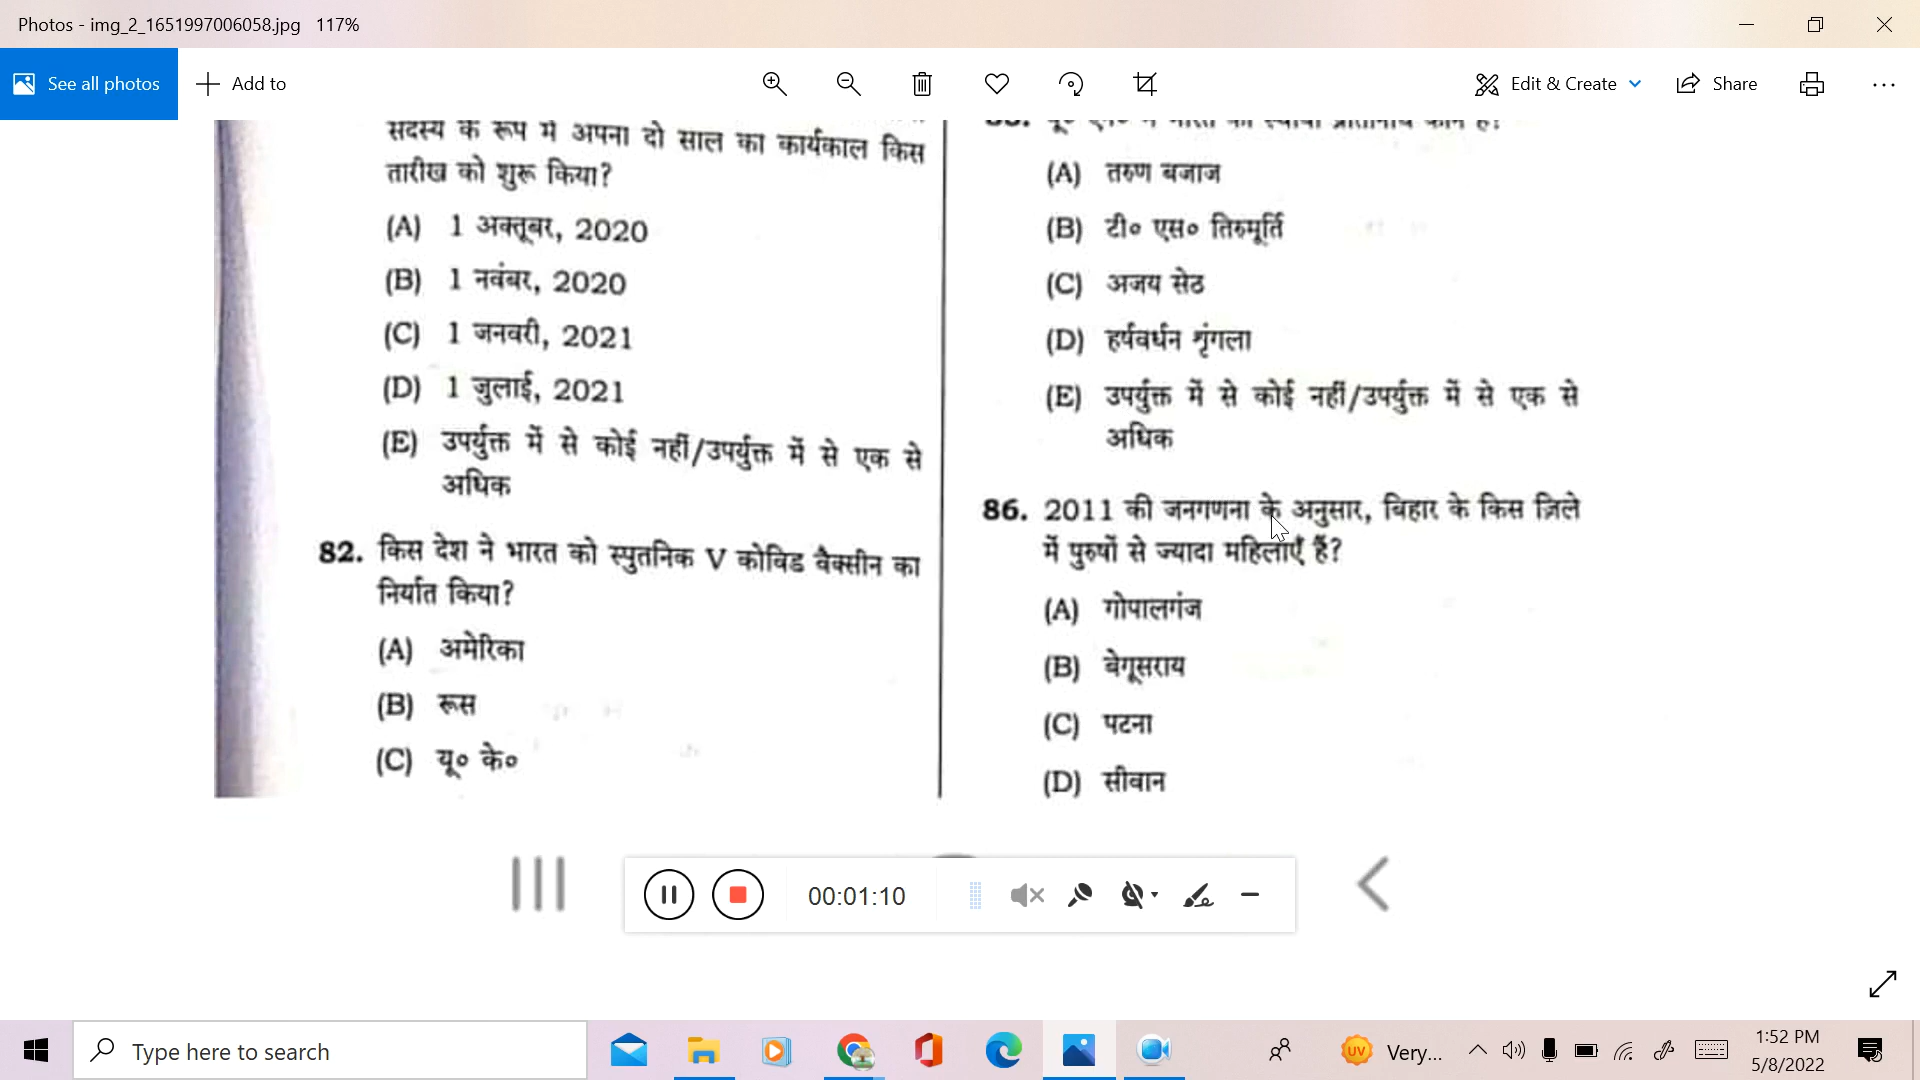 Photos - img_2_1651997006058.jpg 117%
See all photos
Add to
Edit & Create
Share
सदस्य के रूप में अपना दो साल का कार्यकाल किस
तारीख को शुरू किया?
(A) 1 अक्तूबर, 2020
(B) 1 नवंबर, 2020
(C) 1 जनवरी, 2021
(D) 1 जुलाई, 2021
(E) उपर्युक्त में से कोई नहीं/उपर्युक्त में से एक से
अधिक
82. किस देश ने भारत को स्पुतनिक V कोविड वैक्सीन का
निर्यात किया?
(A) अमेरिका
(B) रूस
(C) यू० के०
(A) तरुण बजाज
(B) टी० एस० तिरुमूर्ति
(C) अजय सेठ
(D) हर्षवर्धन शृंगला
(E) उपर्युक्त में से कोई नहीं/उपर्युक्त में से एक से
अधिक
86. 2011 की जनगणना के अनुसार, बिहार के किस ज़िले
में पुरुषों से ज्यादा महिलाएँ हैं?
(A) गोपालगंज
(B) बेगूसराय
(C) पटना
(D) सीवान
00:01:10
Type here to search
UV
Very...
1:52 PM
5/8/2022